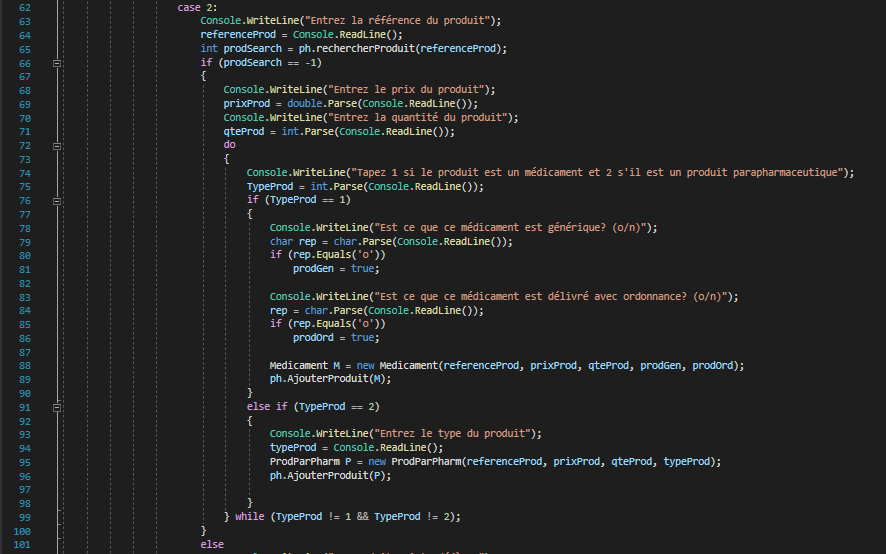 62 case 2:
63 Console.WriteLine("Entrez la référence du produit");
64 referenceProd = Console.ReadLine();
65 int prodSearch = ph.rechercherProduit(referenceProd);
66 if (prodSearch == -1)
67 {
68 Console.WriteLine("Entrez le prix du produit");
69 prixProd = double.Parse(Console.ReadLine());
70 Console.WriteLine("Entrez la quantité du produit");
71 qteProd = int.Parse(Console.ReadLine());
72 do
73 {
74 Console.WriteLine("Tapez 1 si le produit est un médicament et 2 s'il est un produit parapharmaceutique");
75 TypeProd = int.Parse(Console.ReadLine());
76 if (TypeProd == 1)
77 {
78 Console.WriteLine("Est ce que ce médicament est générique? (o/n)");
79 char rep = char.Parse(Console.ReadLine());
80 if (rep.Equals('o'))
81 prodGen = true;
82
83 Console.WriteLine("Est ce que ce médicament est délivré avec ordonnance? (o/n)");
84 rep = char.Parse(Console.ReadLine());
85 if (rep.Equals('o'))
86 prodOrd = true;
87
88 Medicament M = new Medicament(referenceProd, prixProd, qteProd, prodGen, prodOrd);
89 ph.AjouterProduit(M);
90 }
91 else if (TypeProd == 2)
92 {
93 Console.WriteLine("Entrez le type du produit");
94 typeProd = Console.ReadLine();
95 ProdParPharm P = new ProdParPharm(referenceProd, prixProd, qteProd, typeProd);
96 ph.AjouterProduit(P);
97
98 }
99 } while (TypeProd != 1 && TypeProd != 2);
100 }
101 else